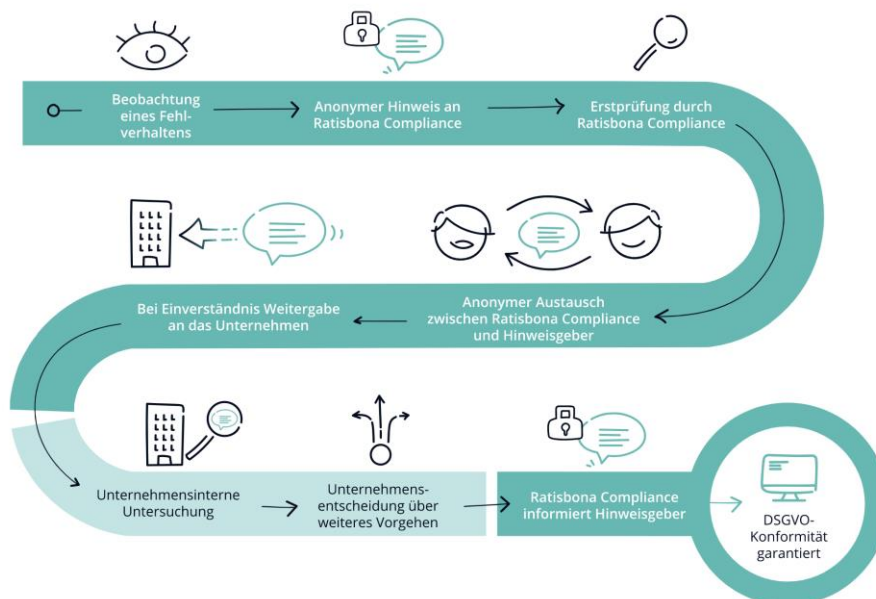 Beobachtung
eines Fehl-
verhaltens
Anonymer Hinweis an
Ratisbona Compliance
Erstprüfung durch
Ratisbona Compliance
Anonymer Austausch
zwischen Ratisbona Compliance
und Hinweisgeber
Bei Einverständnis Weitergabe
an das Unternehmen
Unternehmensinterne
Untersuchung
Unternehmens-
entscheidung über
weiteres Vorgehen
Ratisbona Compliance
informiert Hinweisgeber
DSGVO-
Konformität
garantiert